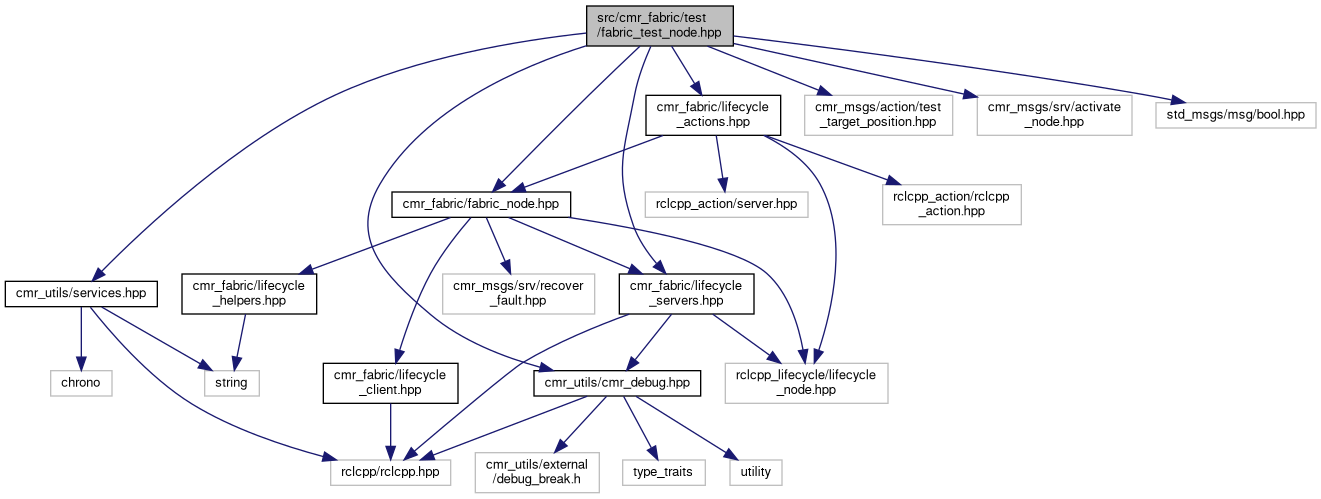 src/cmr_fabric/test
/fabric_test_node.hpp
cmr_fabric/lifecycle
_actions.hpp
cmr_msgs/action/test
_target_position.hpp
cmr_msgs/srv/activate
_node.hpp
std_msgs/msg/bool.hpp
cmr_fabric/fabric_node.hpp
rclcpp_action/server.hpp
rclcpp_action/rclcpp
_action.hpp
cmr_utils/services.hpp
cmr_fabric/lifecycle
_helpers.hpp
cmr_msgs/srv/recover
_fault.hpp
cmr_fabric/lifecycle
_servers.hpp
chrono
string
cmr_fabric/lifecycle
_client.hpp
cmr_utils/cmr_debug.hpp
rclcpp_lifecycle/lifecycle
_node.hpp
rclcpp/rclcpp.hpp
cmr_utils/external
/debug_break.h
type_traits
utility